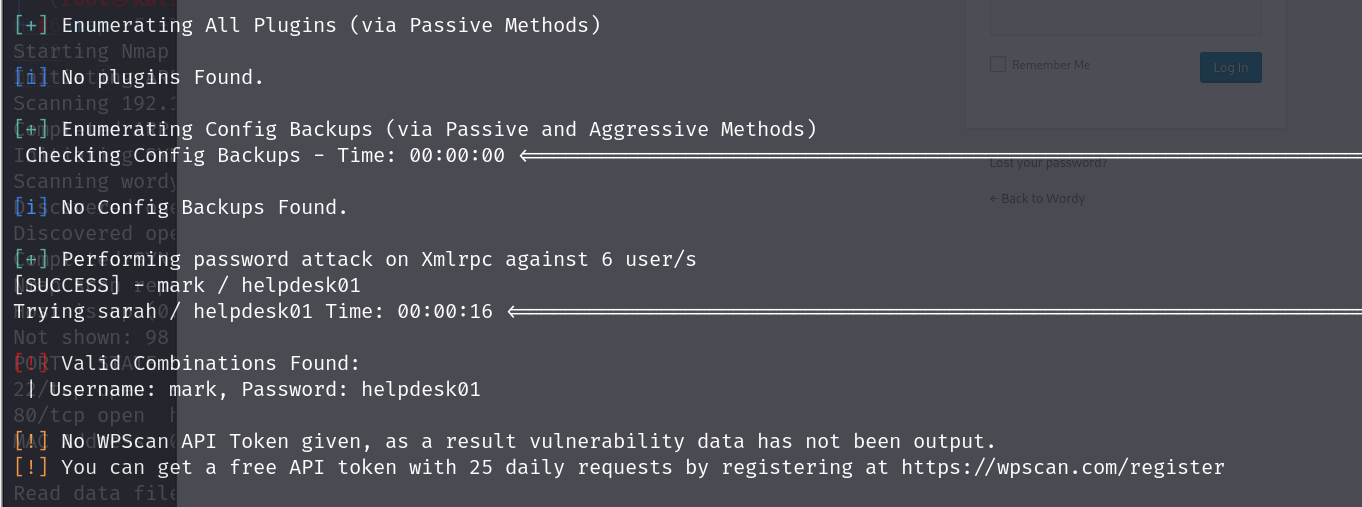 [+] Enumerating All Plugins (via Passive Methods)
Starting Nmap
[i] No plugins Found.
Scanning 192.1
[+] Enumerating Config Backups (via Passive and Aggressive Methods)
Checking Config Backups - Time: 00:00:00 <==============================
Scanning wordy
[i] No Config Backups Found.
Discovered ope
[+] Performing password attack on Xmlrpc against 6 user/s
[SUCCESS] - mark / helpdesk01
Trying sarah / helpdesk01 Time: 00:00:16 <==============================
Not shown: 98
[!] Valid Combinations Found:
| Username: mark, Password: helpdesk01
80/tcp open h
[!] No WPScan API Token given, as a result vulnerability data has not been output.
[!] You can get a free API token with 25 daily requests by registering at https://wpscan.com/register
Read data file
Remember Me
Log In
Lost your password?
← Back to Wordy